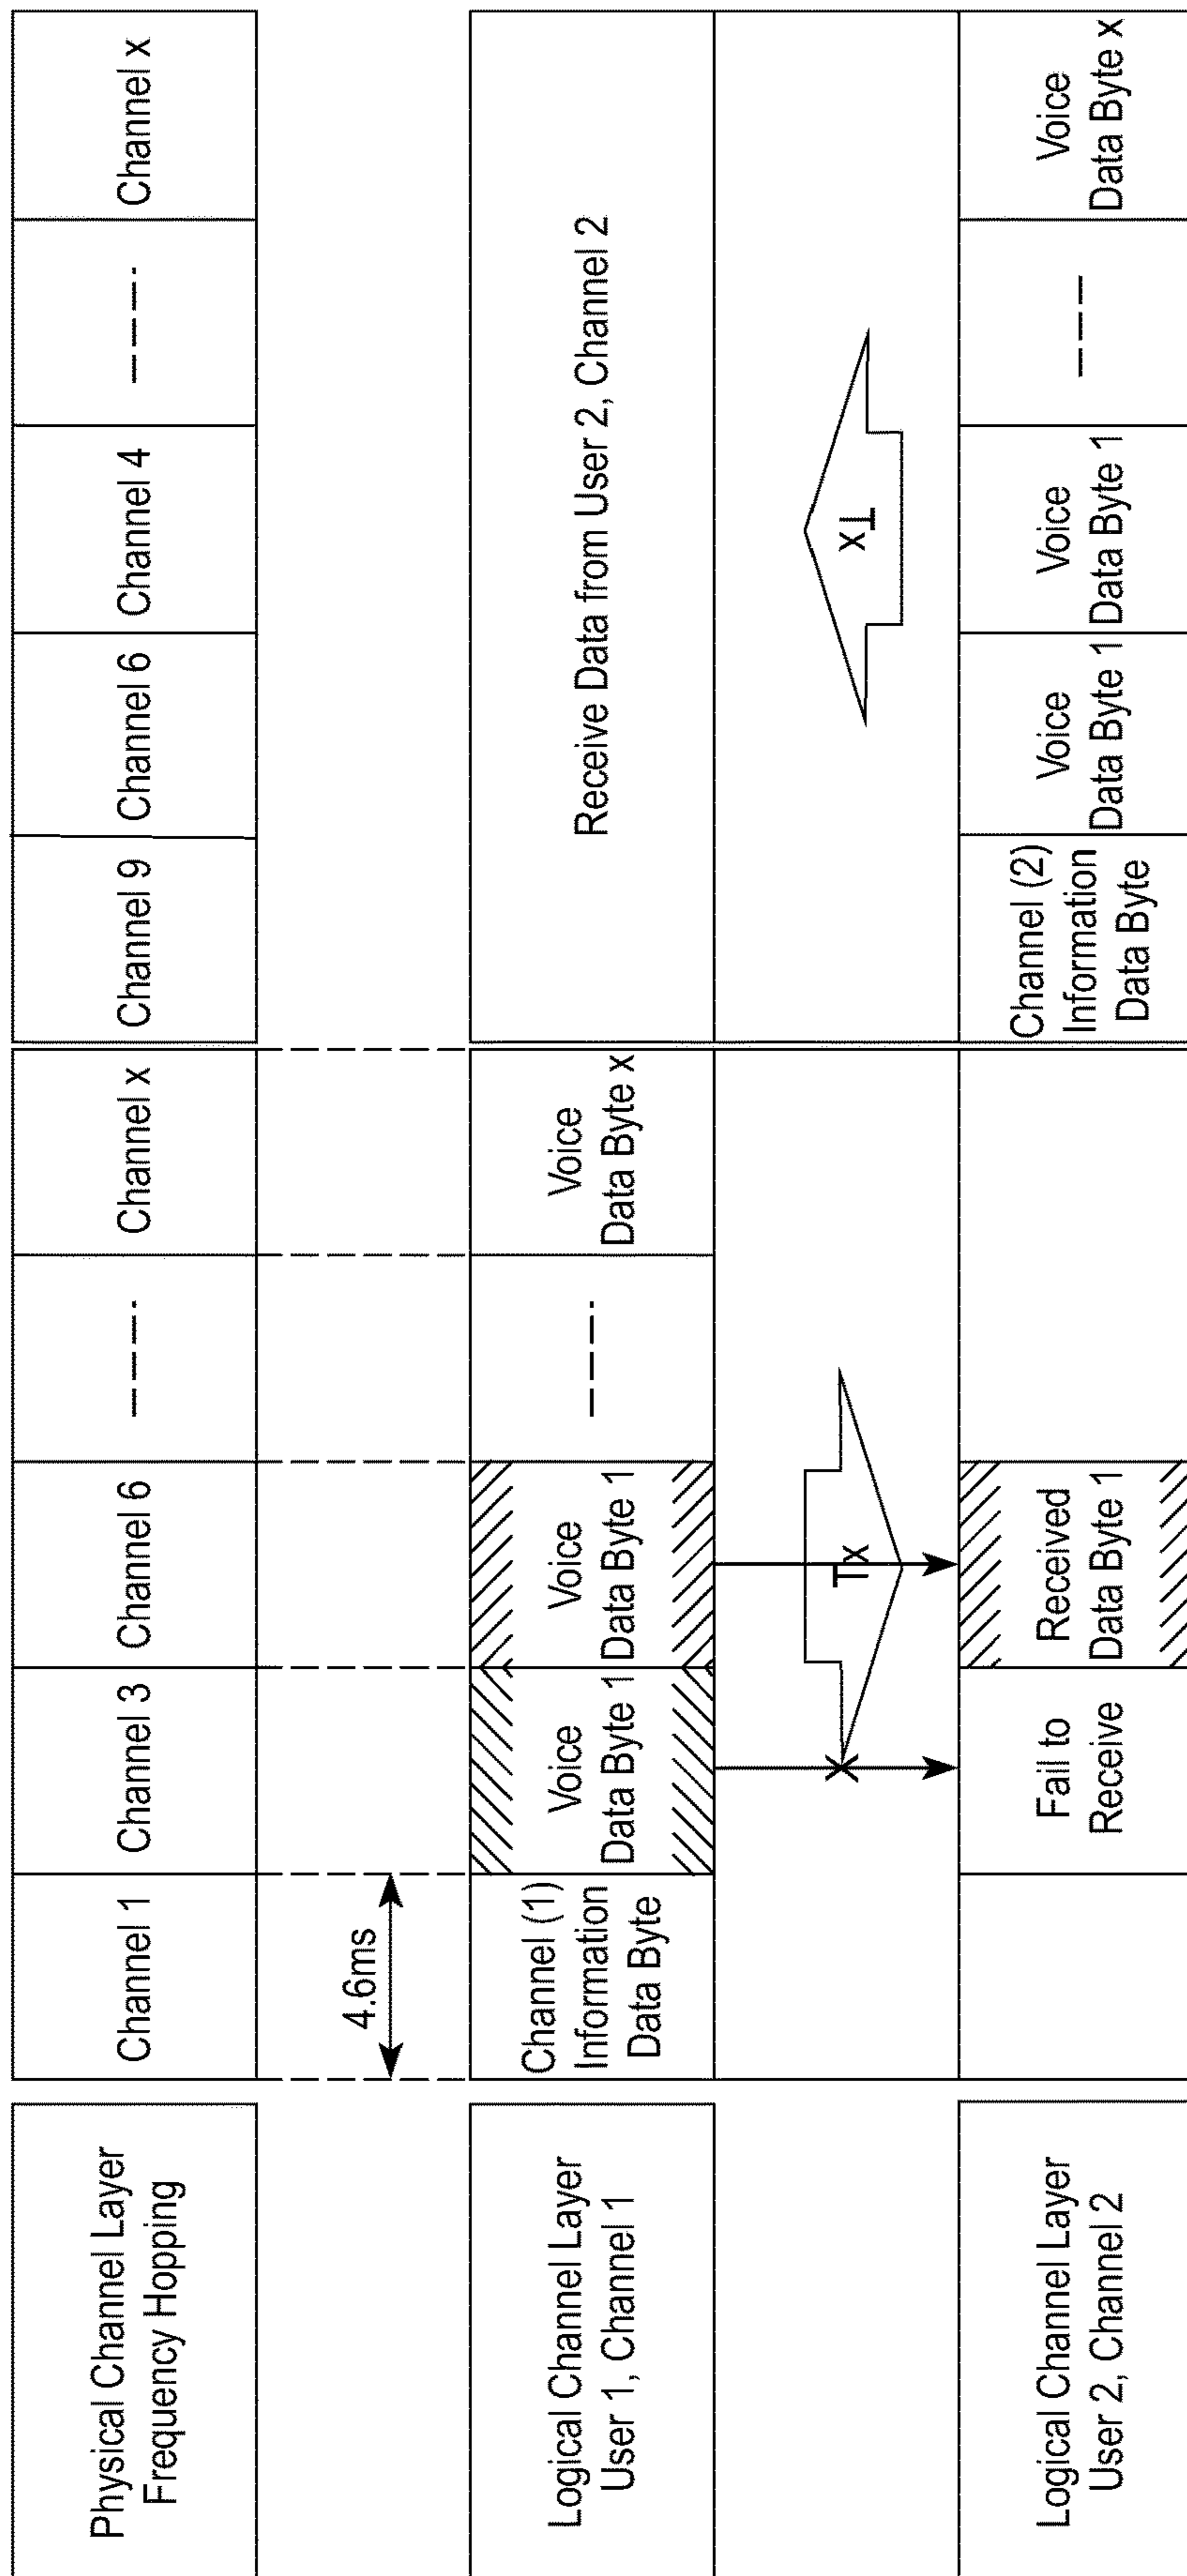 Physical Channel Layer
Frequency Hopping
Channel 1
Channel 3
Channel 6
Channel x
Channel 9
Channel 6
Channel 4
Channel x
4.6ms
Logical Channel Layer
User 1, Channel 1
Channel (1)
Information
Data Byte
Voice
Data Byte 1
Voice
Data Byte 1
Voice
Data Byte x
Receive Data from User 2, Channel 2
X
Tx
Tx
Logical Channel Layer
User 2, Channel 2
Fail to
Receive
Received
Data Byte 1
Channel (2)
Information
Data Byte
Voice
Data Byte 1
Voice
Data Byte 1
Voice
Data Byte x